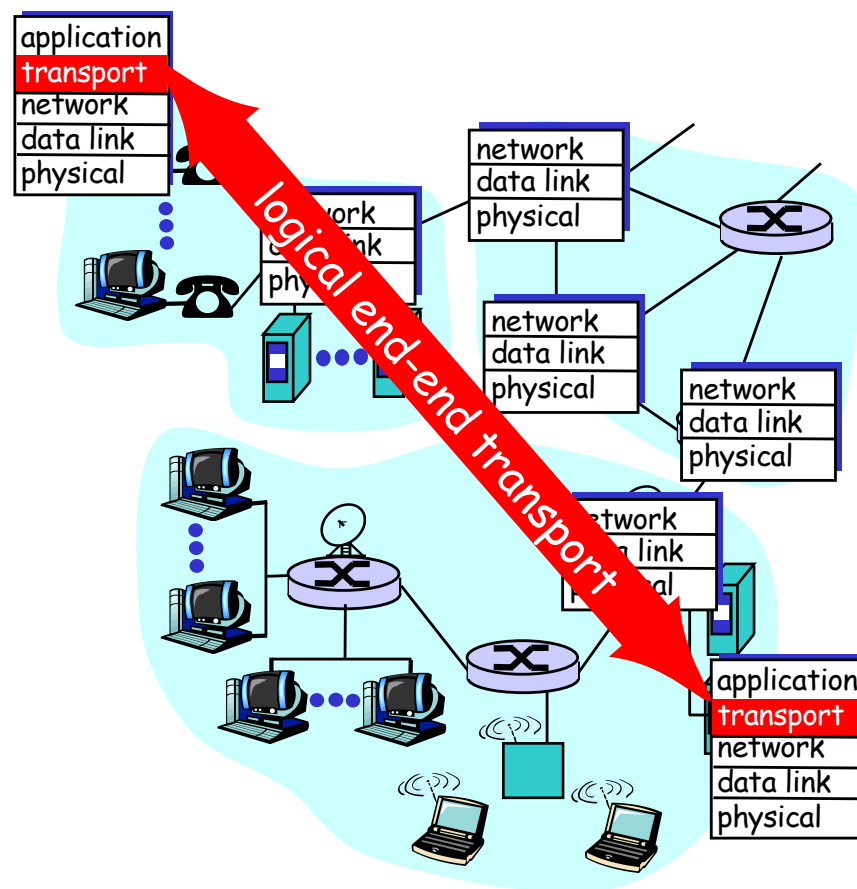 application
transport
network
data link
physical
network
data link
physical
logical end-end transport
network
data link
physical
network
data link
physical
application
transport
network
data link
physical